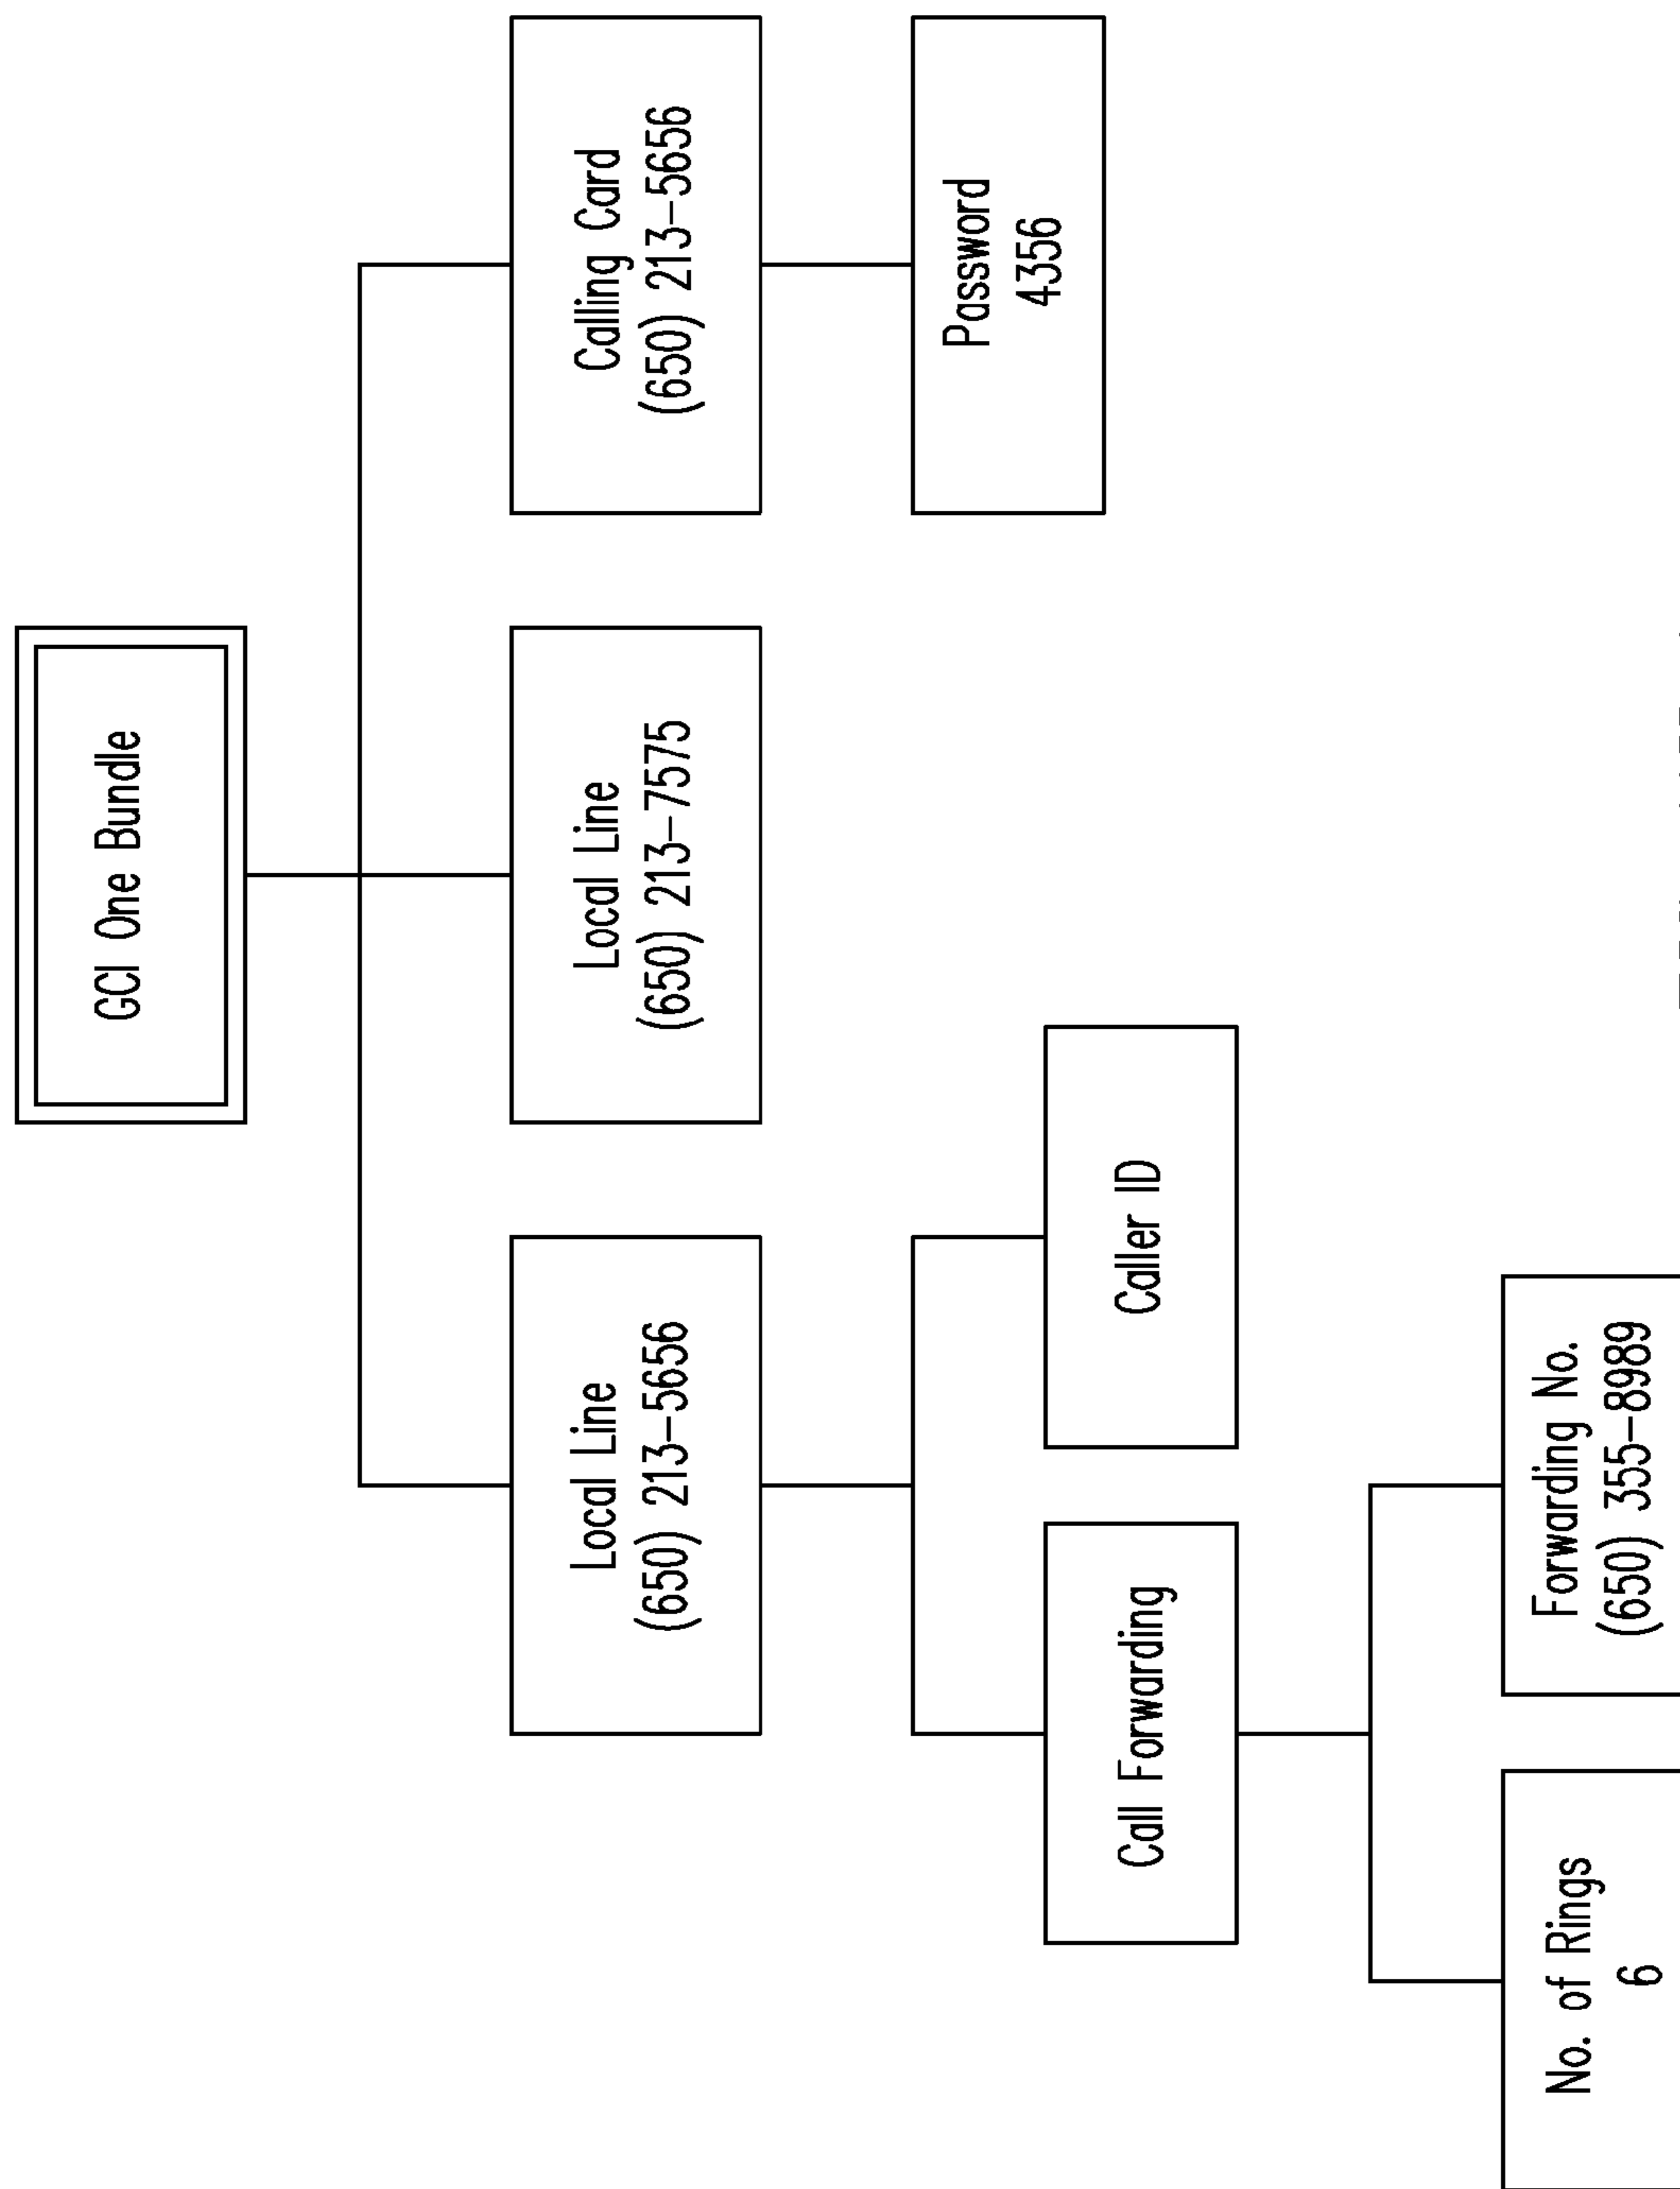 GCI One Bundle
Local Line
(650) 213-5656
Local Line
(650) 213-7575
Calling Card
(650) 213-5656
Password
4356
Call Forwarding
Caller ID
No. of Rings
6
Forwarding No.
(650) 355-8989